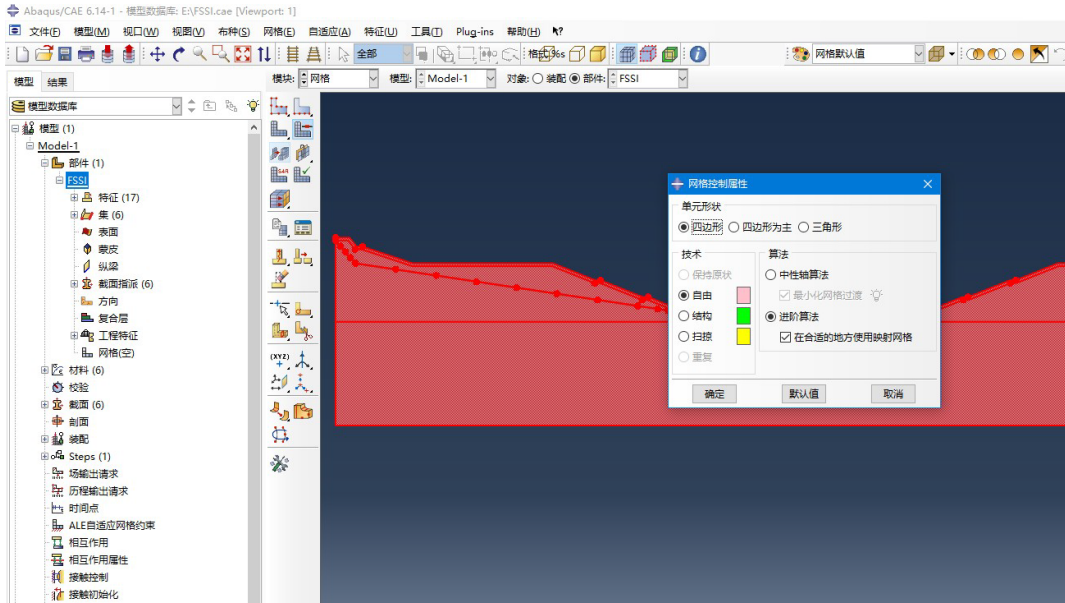 Abaqus/CAE 6.14-1 - 模型数据库: E:\FSSI.cae [Viewport: 1]
文件(F) 模型(M) 视口(W) 视图(V) 布种(S) 网格(E) 自适应(A) 特征(U) 工具(T) Plug-ins 帮助(H)
全部
网格默认值
模型 结果
模块: 网格 模型: Model-1 对象: 装配 部件: FSSI
模型数据库
模型 (1)
Model-1
部件 (1)
FSSI
特征 (17)
集 (6)
表面
蒙皮
纵梁
截面指派 (6)
方向
复合层
工程特征
网格(空)
材料 (6)
校验
截面 (6)
剖面
装配
Steps (1)
场输出请求
历程输出请求
时间点
ALE自适应网格约束
相互作用
相互作用属性
接触控制
接触初始化
(XYZ)
网格控制属性
单元形状
四边形 四边形为主 三角形
技术
保持原状
自由
结构
扫掠
重复
算法
中性轴算法
最小化网格过渡
进阶算法
在合适的地方使用映射网格
确定 默认值 取消